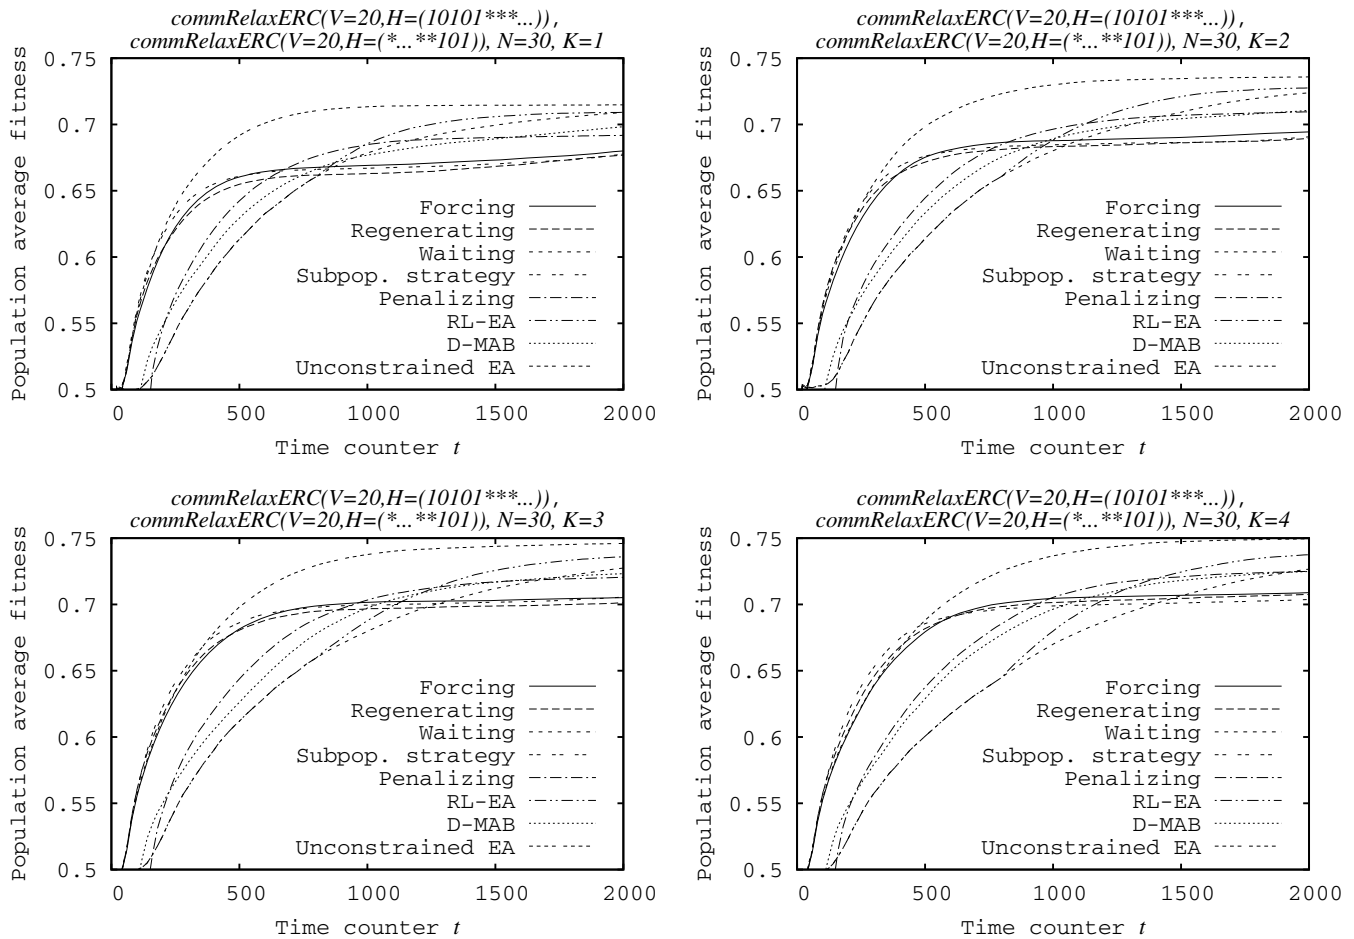 commRelaxERC(V=20,H=(10101***...)),
commRelaxERC(V=20,H=(*...**101)), N=30, K=1
Population average fitness
0.75
0.7
0.65
0.6
0.55
0.5
Forcing
Regenerating
Waiting
Subpop. strategy
Penalizing
RL-EA
D-MAB
Unconstrained EA
0 500 1000 1500 2000
Time counter t
commRelaxERC(V=20,H=(10101***...)),
commRelaxERC(V=20,H=(*...**101)), N=30, K=2
Population average fitness
0.75
0.7
0.65
0.6
0.55
0.5
Forcing
Regenerating
Waiting
Subpop. strategy
Penalizing
RL-EA
D-MAB
Unconstrained EA
0 500 1000 1500 2000
Time counter t
commRelaxERC(V=20,H=(10101***...)),
commRelaxERC(V=20,H=(*...**101)), N=30, K=3
Population average fitness
0.75
0.7
0.65
0.6
0.55
0.5
Forcing
Regenerating
Waiting
Subpop. strategy
Penalizing
RL-EA
D-MAB
Unconstrained EA
0 500 1000 1500 2000
Time counter t
commRelaxERC(V=20,H=(10101***...)),
commRelaxERC(V=20,H=(*...**101)), N=30, K=4
Population average fitness
0.75
0.7
0.65
0.6
0.55
0.5
Forcing
Regenerating
Waiting
Subpop. strategy
Penalizing
RL-EA
D-MAB
Unconstrained EA
0 500 1000 1500 2000
Time counter t